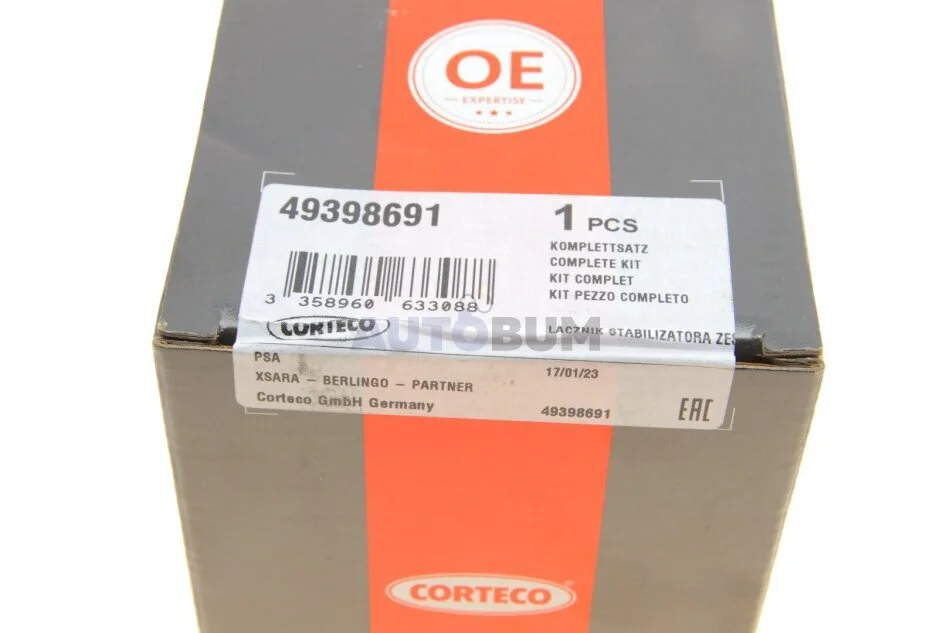 OE
EXPERTISE
49398691
1 PCS
KOMPLETTSATZ
COMPLETE KIT
KIT COMPLET
KIT PEZZO COMPLETO
3 358960 633088
CORTECO
AUTOBUM
LACZNIK STABILIZATORA ZES
PSA
17/01/23
XSARA - BERLINGO - PARTNER
Corteco GmbH Germany
49398691
EAC
CORTECO